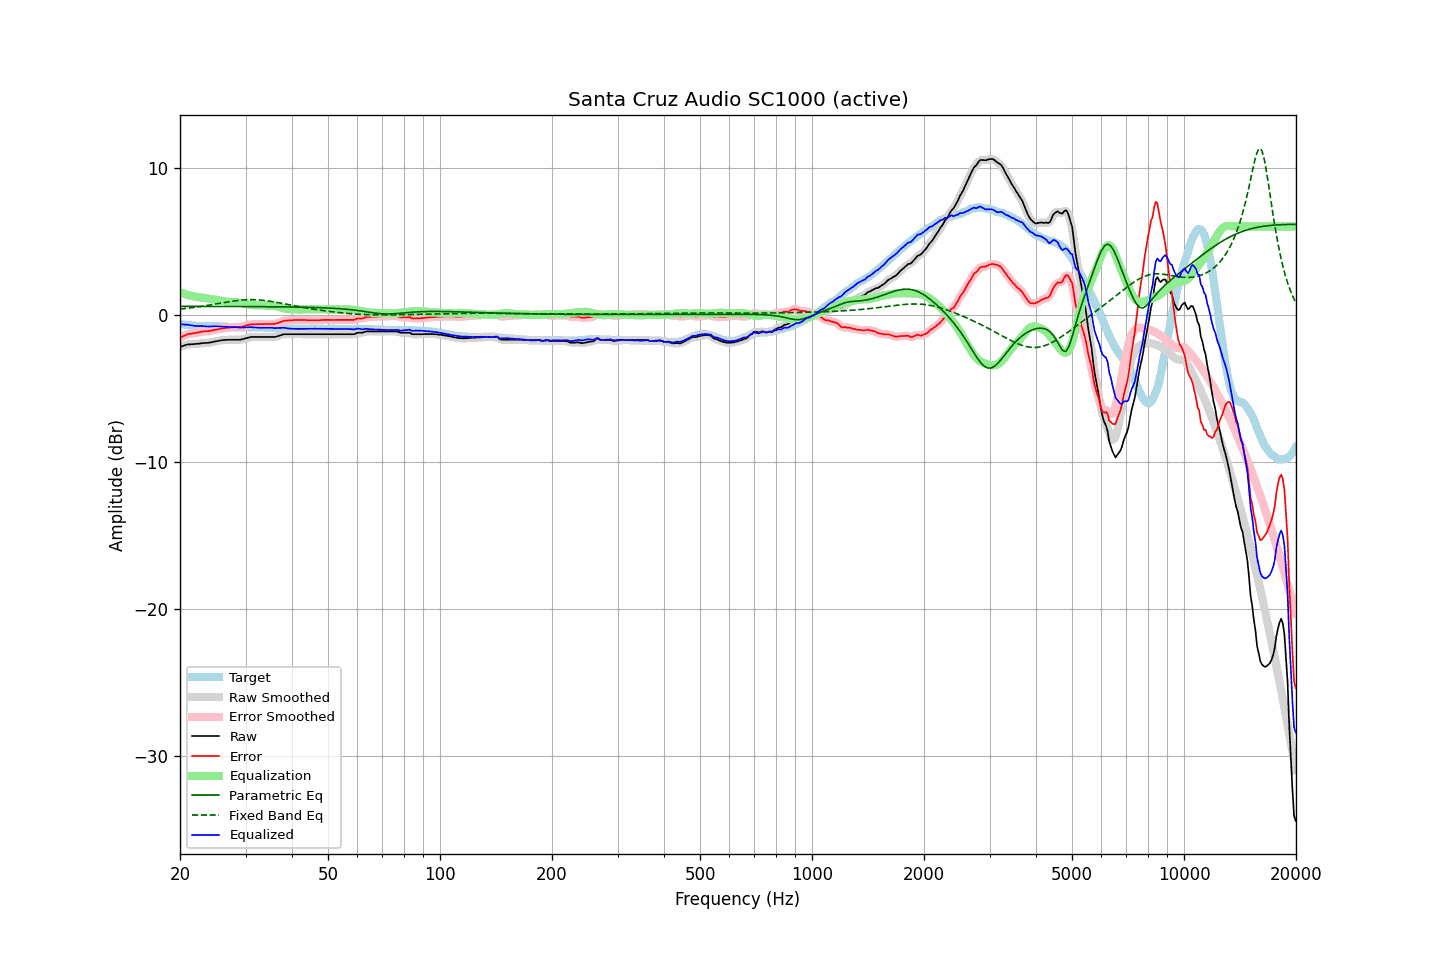 Santa Cruz Audio SC1000 (active)
Amplitude (dBr)
10
0
−10
−20
−30
Target
Raw Smoothed
Error Smoothed
Raw
Error
Equalization
Parametric Eq
Fixed Band Eq
Equalized
20 50 100 200 500 1000 2000 5000 10000 20000
Frequency (Hz)